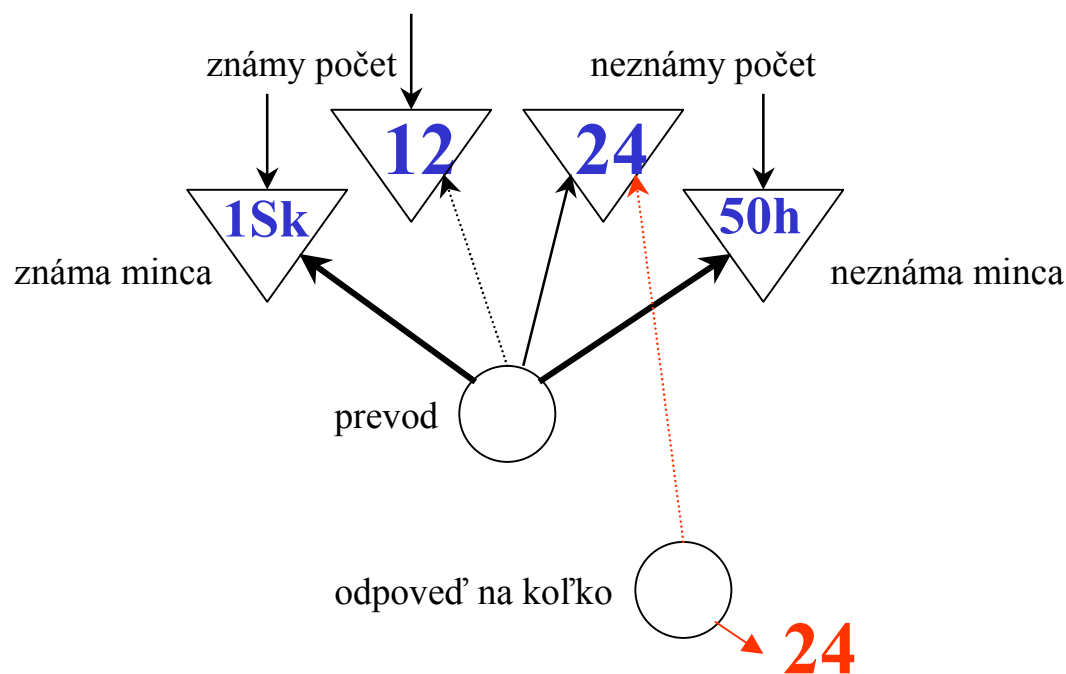 známy počet
neznámy počet
12
24
1Sk
50h
známa minca
neznáma minca
prevod
odpoveď na koľko
24